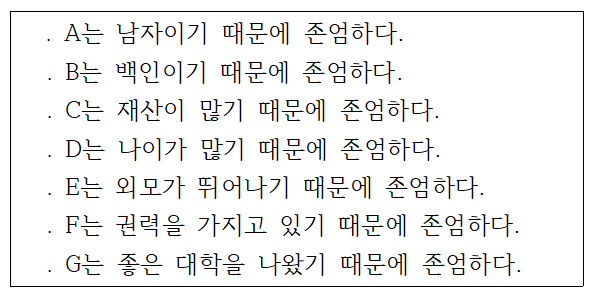 . A는 남자이기 때문에 존엄하다.
. B는 백인이기 때문에 존엄하다.
. C는 재산이 많기 때문에 존엄하다.
. D는 나이가 많기 때문에 존엄하다.
. E는 외모가 뛰어나기 때문에 존엄하다.
. F는 권력을 가지고 있기 때문에 존엄하다.
. G는 좋은 대학을 나왔기 때문에 존엄하다.